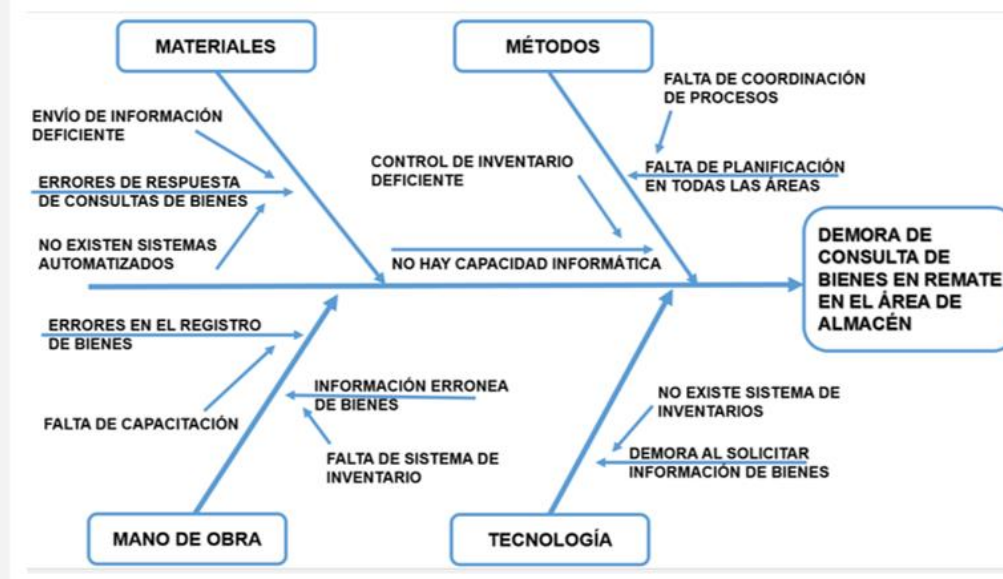 MATERIALES
MÉTODOS
FALTA DE COORDINACIÓN
DE PROCESOS
ENVÍO DE INFORMACIÓN
DEFICIENTE
CONTROL DE INVENTARIO
DEFICIENTE
FALTA DE PLANIFICACIÓN
EN TODAS LAS ÁREAS
ERRORES DE RESPUESTA
DE CONSULTAS DE BIENES
NO EXISTEN SISTEMAS
AUTOMATIZADOS
NO HAY CAPACIDAD INFORMÁTICA
DEMORA DE
CONSULTA DE
BIENES EN REMATE
EN EL ÁREA DE
ALMACÉN
ERRORES EN EL REGISTRO
DE BIENES
INFORMACIÓN ERRONEA
DE BIENES
NO EXISTE SISTEMA DE
INVENTARIOS
FALTA DE CAPACITACIÓN
FALTA DE SISTEMA DE
INVENTARIO
DEMORA AL SOLICITAR
INFORMACIÓN DE BIENES
MANO DE OBRA
TECNOLOGÍA